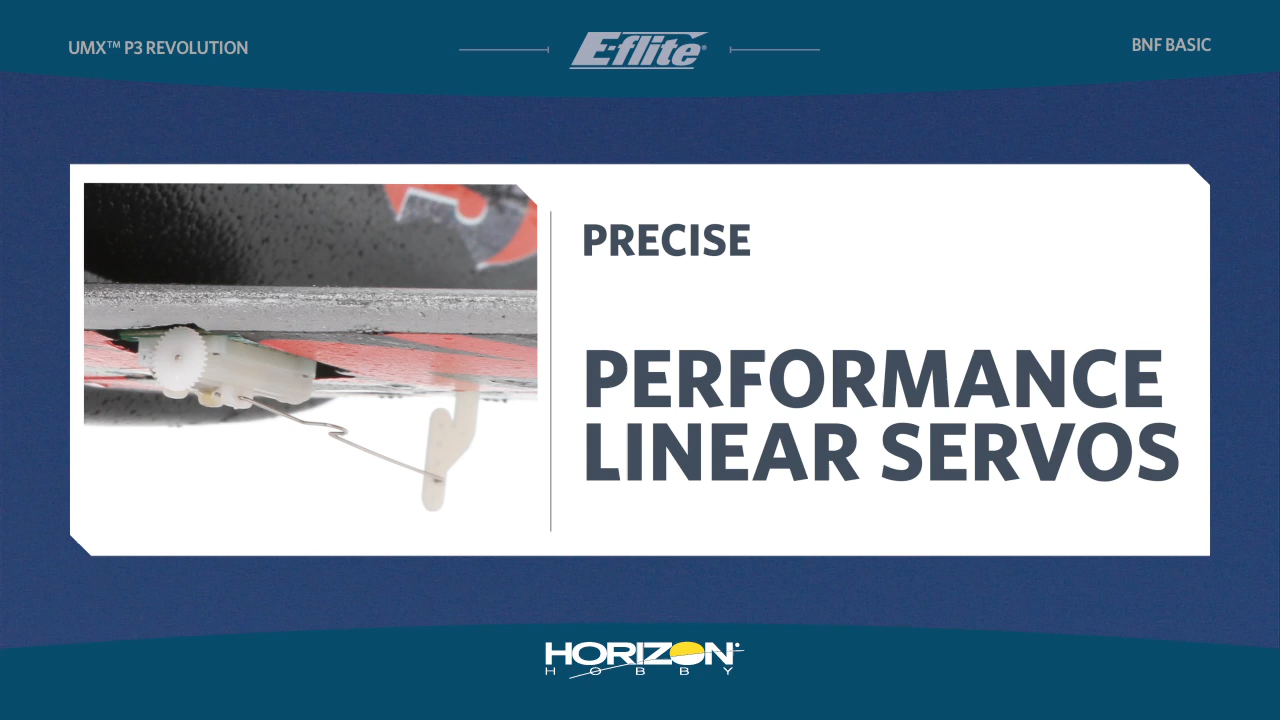 UMX™ P3 REVOLUTION
E-flite®
BNF BASIC
PRECISE
PERFORMANCE
LINEAR SERVOS
HORIZON
HOBBY